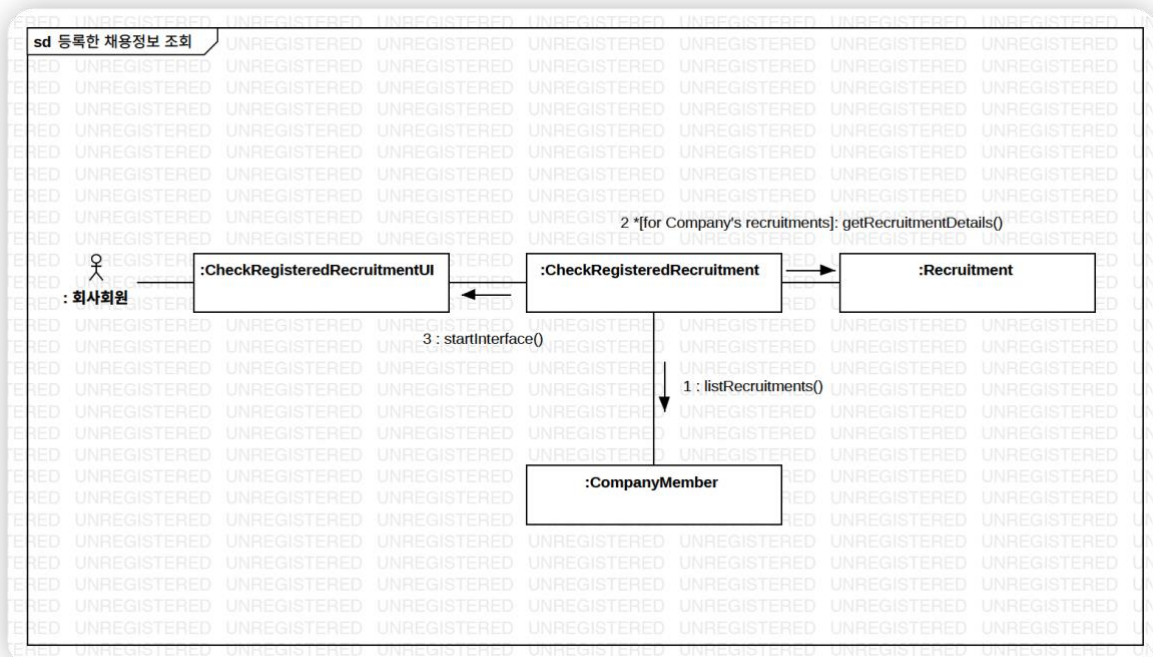 sd 등록한 채용정보 조회
2 *[for Company's recruitments]: getRecruitmentDetails()
:CheckRegisteredRecruitmentUI
:CheckRegisteredRecruitment
:Recruitment
: 회사회원
3 : startInterface()
1 : listRecruitments()
:CompanyMember
UNREGISTERED